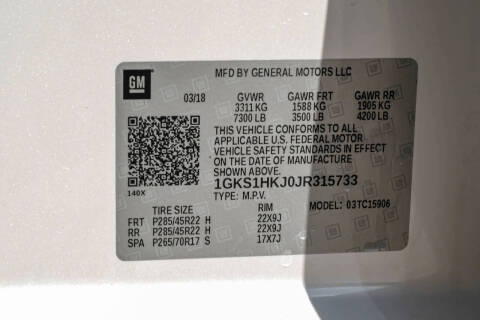 GM
MFD BY GENERAL MOTORS LLC
03/18 GVWR GAWR FRT GAWR RR
3311 KG 1588 KG 1905 KG
7300 LB 3500 LB 4200 LB
THIS VEHICLE CONFORMS TO ALL
APPLICABLE U.S. FEDERAL MOTOR
VEHICLE SAFETY STANDARDS IN EFFECT
ON THE DATE OF MANUFACTURE
SHOWN ABOVE.
1GKS1HKJ0JR315733
140X TYPE: M.P.V. MODEL: 03TC15906
TIRE SIZE RIM
FRT P285/45R22 H 22X9J
RR P285/45R22 H 22X9J
SPA P265/70R17 S 17X7J